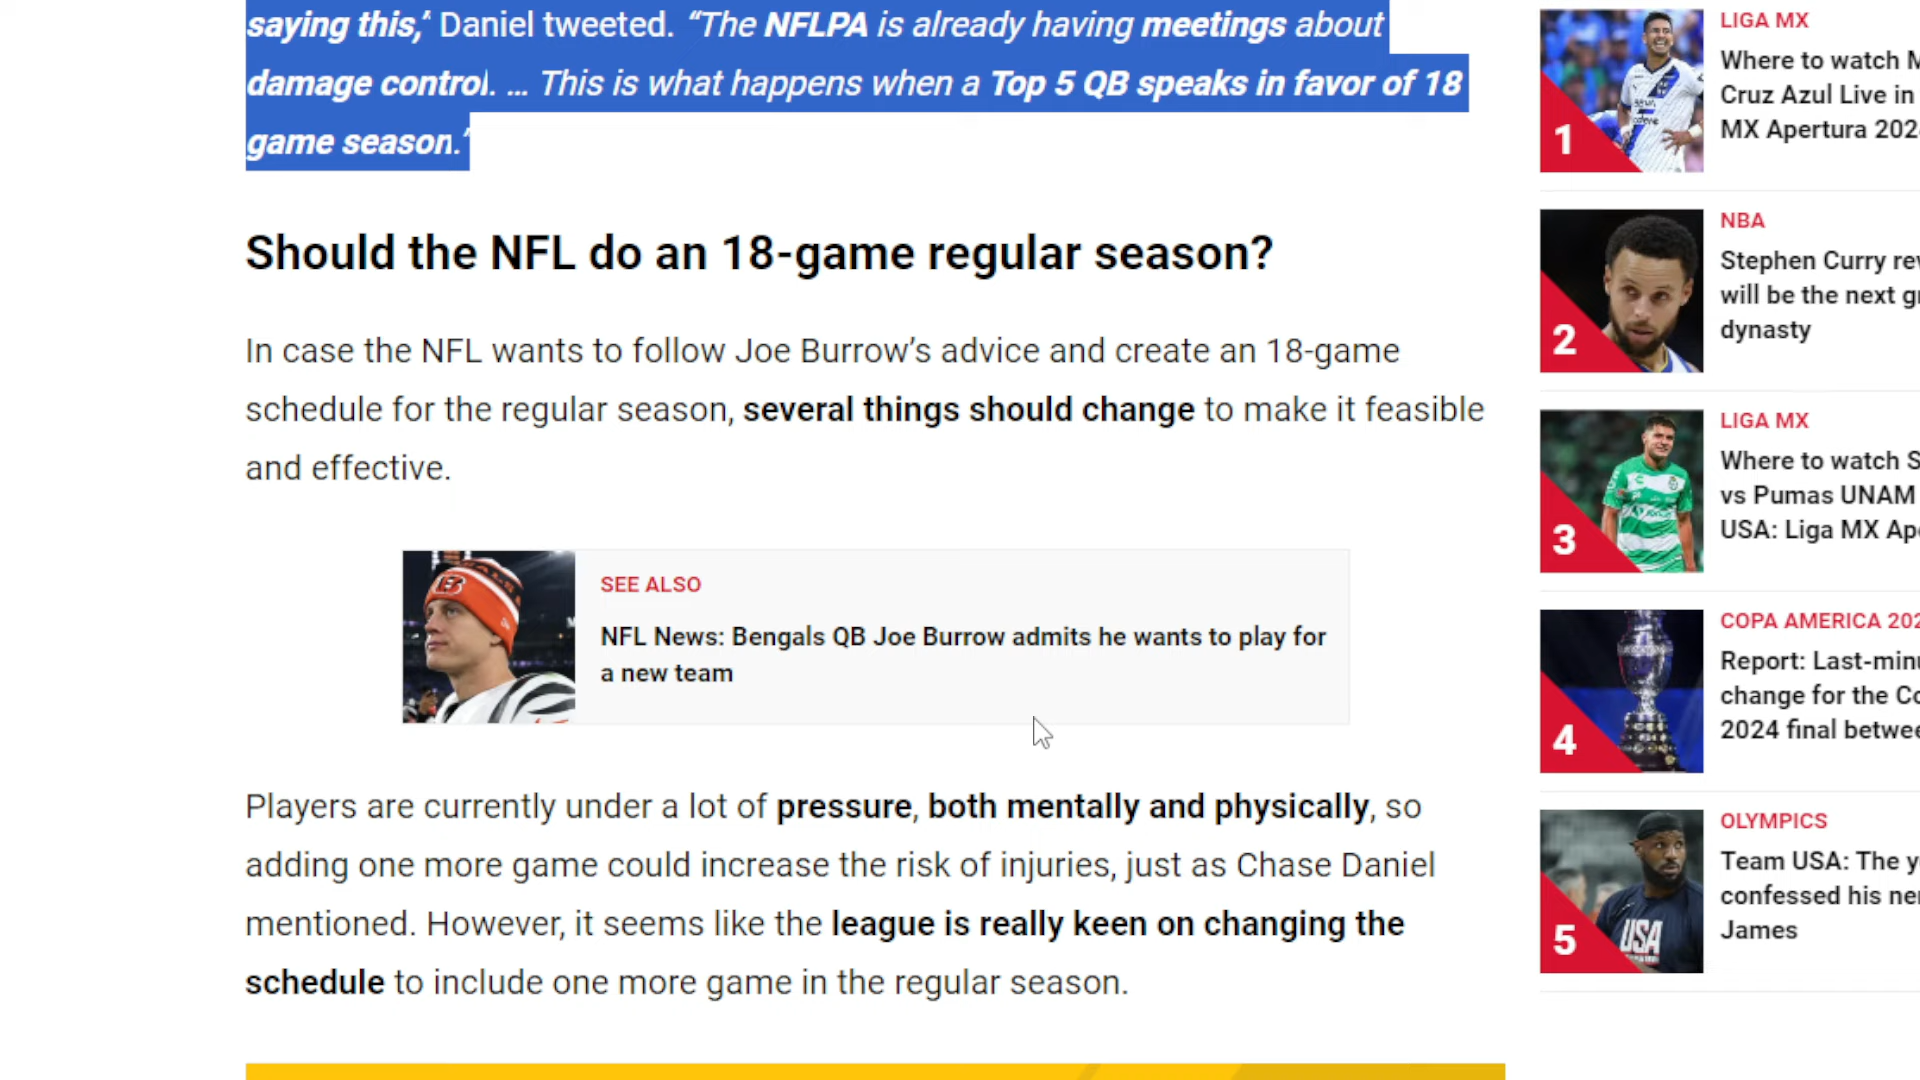 saying this,” Daniel tweeted. “The NFLPA is already having meetings about
damage control. … This is what happens when a Top 5 QB speaks in favor of 18
game season.”
Should the NFL do an 18-game regular season?
In case the NFL wants to follow Joe Burrow’s advice and create an 18-game
schedule for the regular season, several things should change to make it feasible
and effective.
SEE ALSO
NFL News: Bengals QB Joe Burrow admits he wants to play for
a new team
Players are currently under a lot of pressure, both mentally and physically, so
adding one more game could increase the risk of injuries, just as Chase Daniel
mentioned. However, it seems like the league is really keen on changing the
schedule to include one more game in the regular season.
1
LIGA MX
Where to watch
Cruz Azul Live in
MX Apertura
2
NBA
Stephen Curry
will be the next
dynasty
3
LIGA MX
Where to watch
vs Pumas UNAM
USA: Liga MX
4
COPA AMERICA
Report:
change for the
2024 final
5
USA
OLYMPICS
Team USA: The
confessed his
James